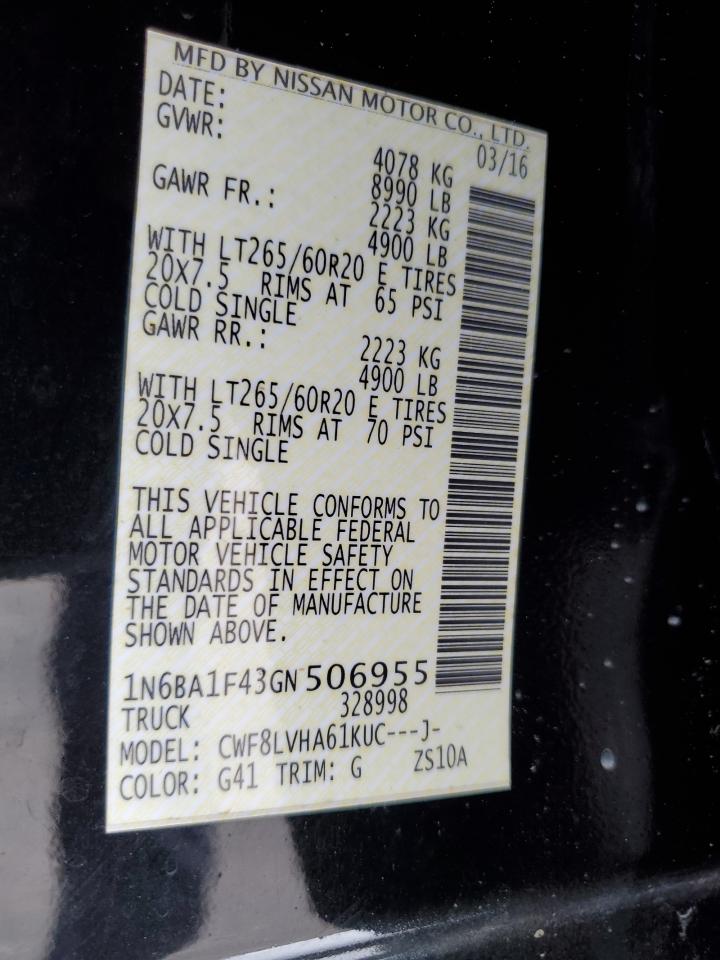 MFD BY NISSAN MOTOR CO., LTD.
DATE: 03/16
GVWR: 4078 KG
8990 LB
GAWR FR.: 2223 KG
4900 LB
WITH LT265/60R20 E TIRES
20X7.5 RIMS AT 65 PSI
COLD SINGLE
GAWR RR.: 2223 KG
4900 LB
WITH LT265/60R20 E TIRES
20X7.5 RIMS AT 70 PSI
COLD SINGLE
THIS VEHICLE CONFORMS TO
ALL APPLICABLE FEDERAL
MOTOR VEHICLE SAFETY
STANDARDS IN EFFECT ON
THE DATE OF MANUFACTURE
SHOWN ABOVE.
1N6BA1F43GN506955
TRUCK 328998
MODEL: CWF8LVHA61KUC---J-
COLOR: G41 TRIM: G ZS10A